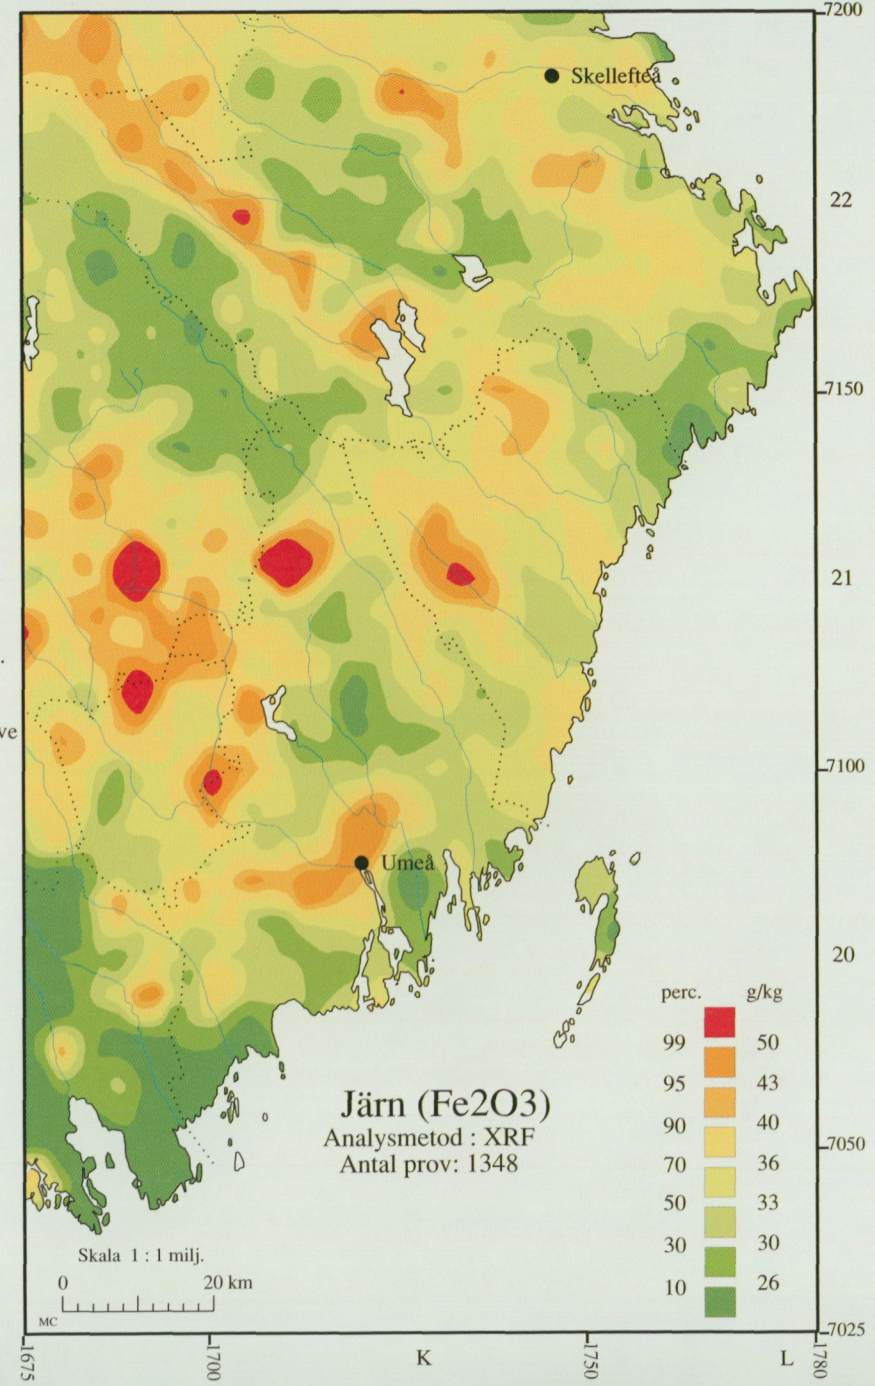 7200
Skellefteå
22
7150
21
.
ve
7100
Umeå
20
perc. g/kg
99 50
95 43
90 40
70 36
50 33
30 30
10 26
Järn (Fe2O3)
Analysmetod : XRF
Antal prov: 1348
7050
Skala 1 : 1 milj.
0 20 km
MC
7025
1675 1700 K 1750 L 1780